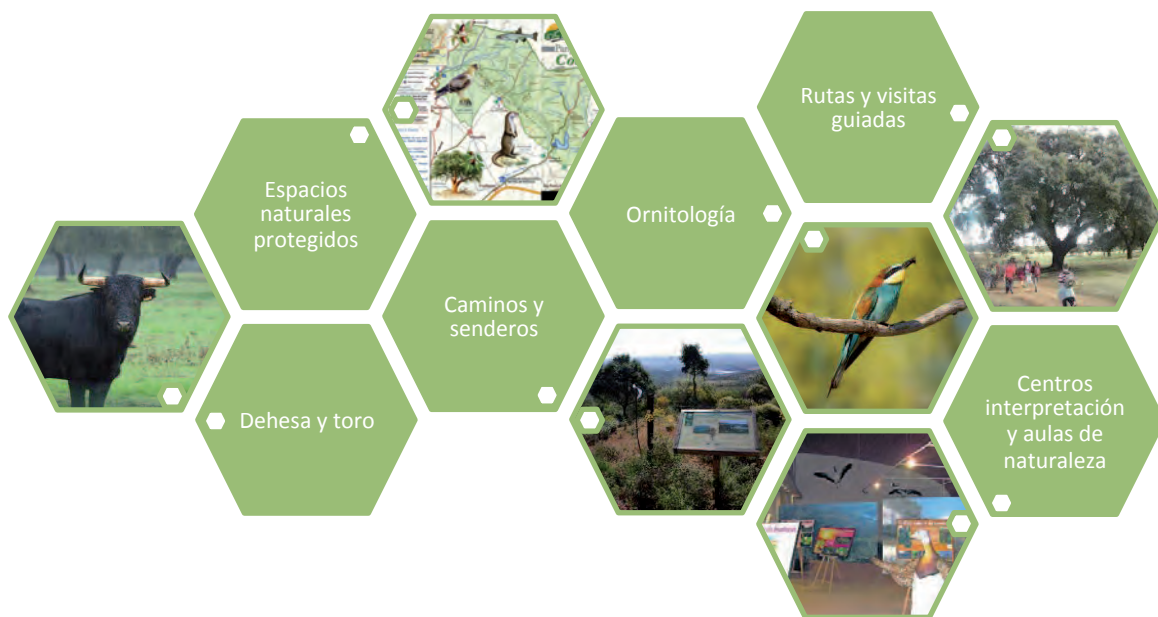 Espacios
naturales
protegidos
Dehesa y toro
Caminos y
senderos
Ornitología
Rutas y visitas
guiadas
Centros
interpretación
y aulas de
naturaleza